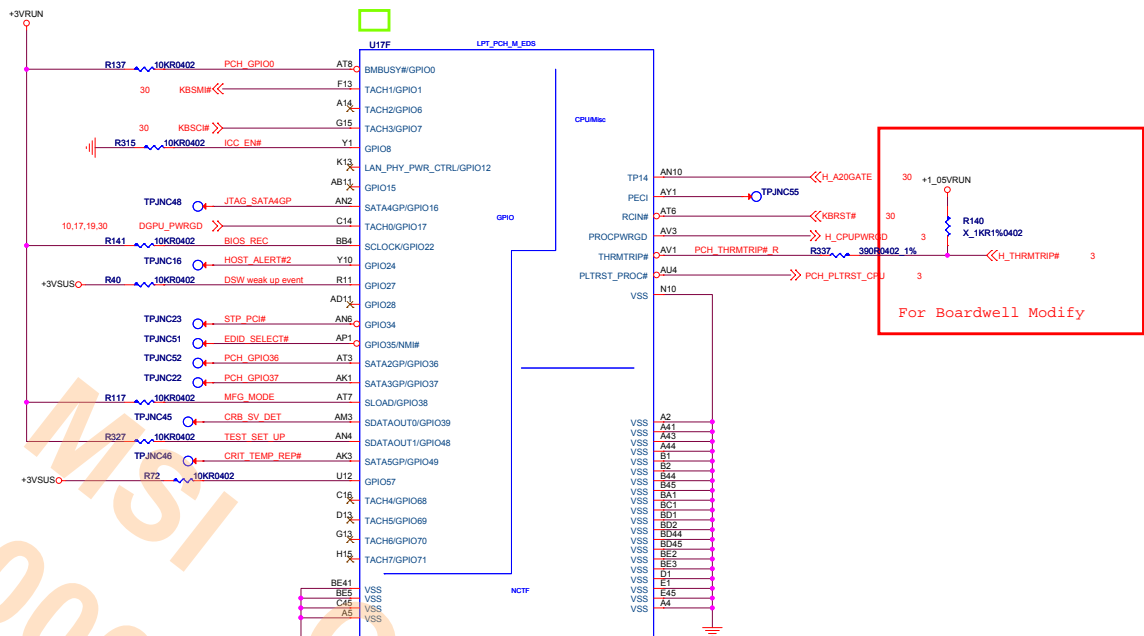 +3VRUN
U17F
LPT_PCH_M_EDS
R137 10KR0402 PCH_GPIO0 AT8 BMBUSY#/GPIO0
30 KBSMI# F13 TACH1/GPIO1
A14 TACH2/GPIO6
30 KBSCI# G15 TACH3/GPIO7
R315 10KR0402 ICC_EN# Y1 GPIO8
K13 LAN_PHY_PWR_CTRL/GPIO12
AB11 GPIO15
TPJNC48 JTAG_SATA4GP AN2 SATA4GP/GPIO16
10,17,19,30 DGPU_PWRGD C14 TACH0/GPIO17
R141 10KR0402 BIOS_REC BB4 SCLOCK/GPIO22
TPJNC16 HOST_ALERT#2 Y10 GPIO24
+3VSUS R40 10KR0402 DSW weak up event R11 GPIO27
AD11 GPIO28
TPJNC23 STP_PCI# AN6 GPIO34
TPJNC51 EDID_SELECT# AP1 GPIO35/NMI#
TPJNC52 PCH_GPIO36 AT3 SATA2GP/GPIO36
TPJNC22 PCH_GPIO37 AK1 SATA3GP/GPIO37
R117 10KR0402 MFG_MODE AT7 SLOAD/GPIO38
TPJNC45 CRB_SV_DET AM3 SDATAOUT0/GPIO39
R327 10KR0402 TEST_SET_UP AN4 SDATAOUT1/GPIO48
TPJNC46 CRIT_TEMP_REP# AK3 SATA5GP/GPIO49
+3VSUS R72 10KR0402 U12 GPIO57
C16 TACH4/GPIO68
D13 TACH5/GPIO69
G13 TACH6/GPIO70
H15 TACH7/GPIO71
BE41 VSS
BE5 VSS
C45 VSS
A5 VSS
CPU/Misc
GPIO
NCTF
TP14 AN10 H_A20GATE 30
PECI AY1 TPJNC55
RCIN# AT6 KBRST# 30
PROCPWRGD AV3 H_CPUPWRGD 3
THRMTRIP# AV1 PCH_THRMTRIP#_R R337 390R0402_1% H_THRMTRIP# 3
PLTRST_PROC# AU4 PCH_PLTRST_CPU 3
VSS N10
+1_05VRUN
R140
X_1KR1%0402
For Boardwell Modify
VSS A2
VSS A41
VSS A43
VSS A44
VSS B1
VSS B2
VSS B44
VSS B45
VSS BA1
VSS BC1
VSS BD1
VSS BD2
VSS BD44
VSS BD45
VSS BE2
VSS BE3
VSS D1
VSS E1
VSS E45
VSS A4
MSI